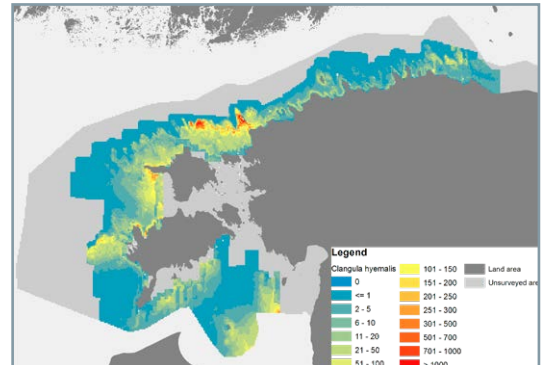 Legend
Clangula hyemalis
0
<= 1
2 - 5
6 - 10
11 - 20
21 - 50
51 - 100
101 - 150
151 - 200
201 - 250
251 - 300
301 - 500
501 - 700
701 - 1000
> 1000
Land area
Unsurveyed are